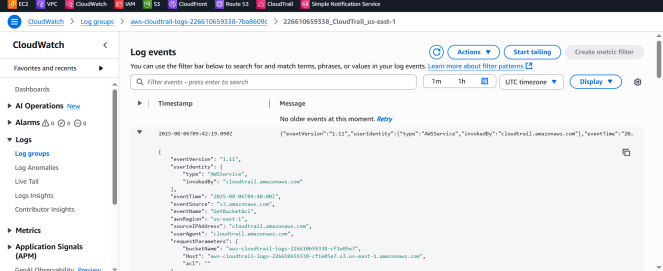 EC2 VPC CloudWatch IAM S3 CloudFront Route 53 CloudTrail Simple Notification Service
CloudWatch > Log groups > aws-cloudtrail-logs-226610659338-7ba8609c > 226610659338_CloudTrail_us-east-1
CloudWatch
Favorites and recents
Dashboards
AI Operations New
Alarms 0 0 0
Logs
Log groups
Log Anomalies
Live Tail
Logs Insights
Contributor Insights
Metrics
Application Signals
(APM)
GenAI Observability Preview
Log events
Actions
Start tailing
Create metric filter
You can use the filter bar below to search for and match terms, phrases, or values in your log events. Learn more about filter patterns
Filter events - press enter to search
1m 1h
UTC timezone
Display
Timestamp Message
No older events at this moment. Retry
2025-08-06T09:42:19.090Z {"eventVersion":"1.11","userIdentity":{"type":"AWSService","invokedBy":"cloudtrail.amazonaws.com"},"eventTime":"20…
{
"eventVersion": "1.11",
"userIdentity": {
"type": "AWSService",
"invokedBy": "cloudtrail.amazonaws.com"
},
"eventTime": "2025-08-06T09:40:00Z",
"eventSource": "s3.amazonaws.com",
"eventName": "GetBucketAcl",
"awsRegion": "us-east-1",
"sourceIPAddress": "cloudtrail.amazonaws.com",
"userAgent": "cloudtrail.amazonaws.com",
"requestParameters": {
"bucketName": "aws-cloudtrail-logs-226610659338-cf1e05e7",
"Host": "aws-cloudtrail-logs-226610659338-cf1e05e7.s3.us-east-1.amazonaws.com",
"acl": ""